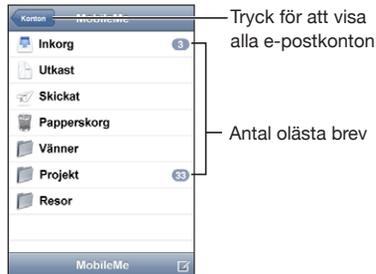 Konton
MobileMe
Inkorg 3
Utkast
Skickat
Papperskorg
Vänner
Projekt 33
Resor
MobileMe
Tryck för att visa
alla e-postkonton
Antal olästa brev